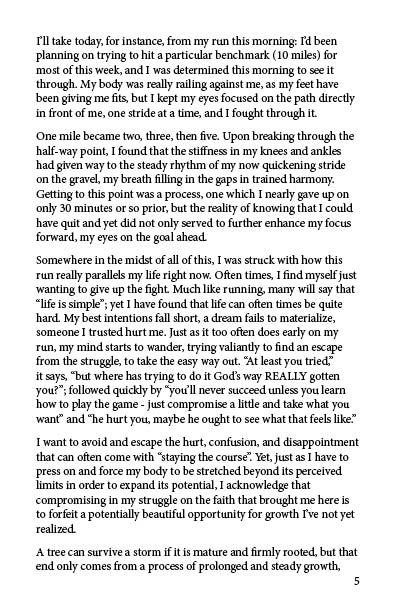 I’ll take today, for instance, from my run this morning: I’d been
planning on trying to hit a particular benchmark (10 miles) for
most of this week, and I was determined this morning to see it
through. My body was really railing against me, as my feet have
been giving me fits, but I kept my eyes focused on the path directly
in front of me, one stride at a time, and I fought through it.
One mile became two, three, then five. Upon breaking through the
half-way point, I found that the stiffness in my knees and ankles
had given way to the steady rhythm of my now quickening stride
on the gravel, my breath filling in the gaps in trained harmony.
Getting to this point was a process, one which I nearly gave up on
only 30 minutes or so prior, but the reality of knowing that I could
have quit and yet did not only served to further enhance my focus
forward, my eyes on the goal ahead.
Somewhere in the midst of all of this, I was struck with how this
run really parallels my life right now. Often times, I find myself just
wanting to give up the fight. Much like running, many will say that
“life is simple”; yet I have found that life can often times be quite
hard. My best intentions fall short, a dream fails to materialize,
someone I trusted hurt me. Just as it too often does early on my
run, my mind starts to wander, trying valiantly to find an escape
from the struggle, to take the easy way out. “At least you tried,”
it says, “but where has trying to do it God’s way REALLY gotten
you?”; followed quickly by “you’ll never succeed unless you learn
how to play the game - just compromise a little and take what you
want” and “he hurt you, maybe he ought to see what that feels like.”
I want to avoid and escape the hurt, confusion, and disappointment
that can often come with “staying the course”. Yet, just as I have to
press on and force my body to be stretched beyond its perceived
limits in order to expand its potential, I acknowledge that
compromising in my struggle on the faith that brought me here is
to forfeit a potentially beautiful opportunity for growth I’ve not yet
realized.
A tree can survive a storm if it is mature and firmly rooted, but that
end only comes from a process of prolonged and steady growth,
5